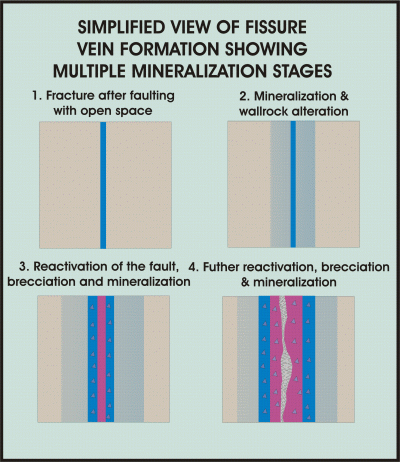 SIMPLIFIED VIEW OF FISSURE
VEIN FORMATION SHOWING
MULTIPLE MINERALIZATION STAGES
1. Fracture after faulting
with open space
2. Mineralization &
wallrock alteration
3. Reactivation of the fault,
brecciation and mineralization
4. Futher reactivation, brecciation
& mineralization